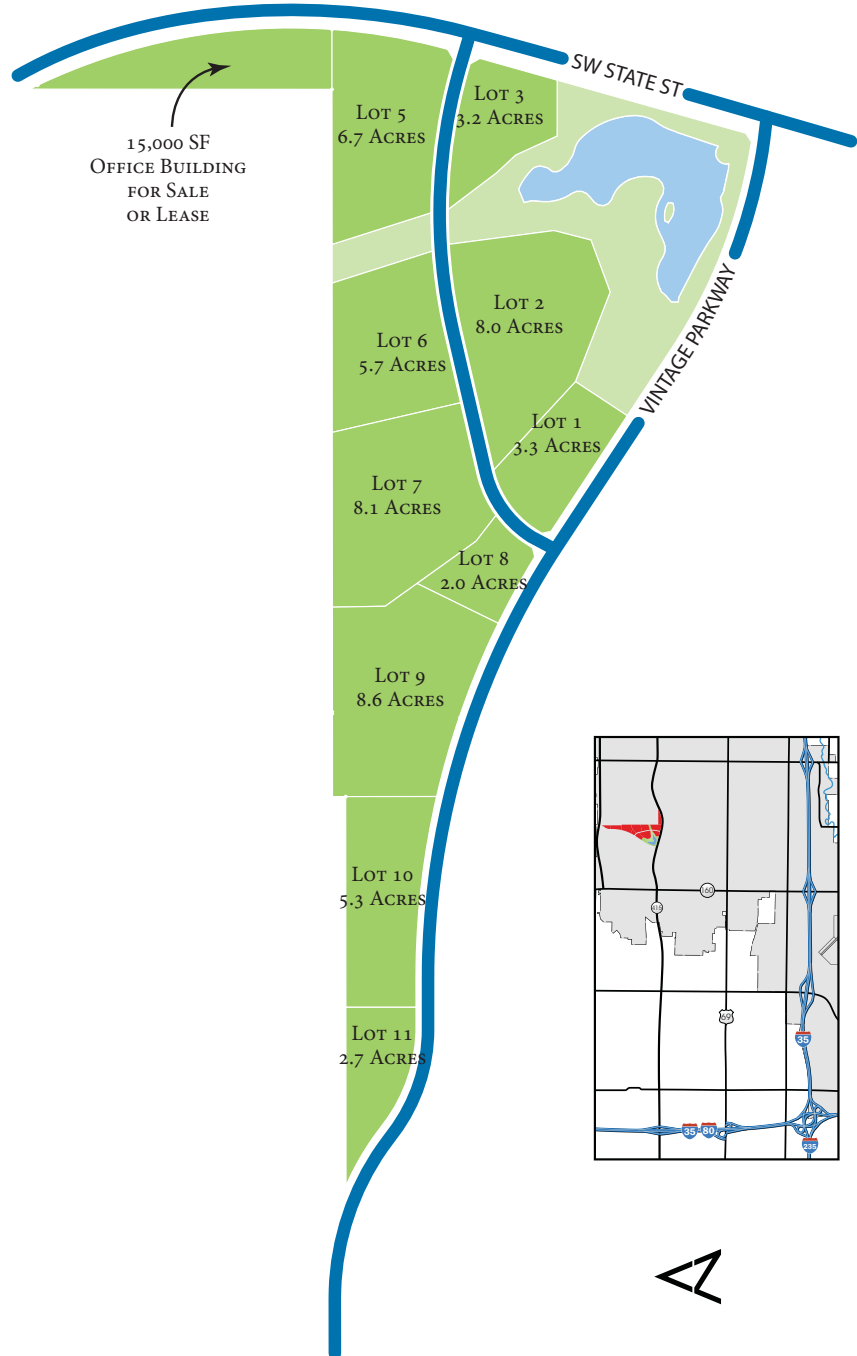 SW STATE ST
15,000 SF
Office Building
for Sale
or Lease
Lot 5
6.7 Acres
Lot 3
3.2 Acres
Lot 2
8.0 Acres
Lot 6
5.7 Acres
VINTAGE PARKWAY
Lot 1
3.3 Acres
Lot 7
8.1 Acres
Lot 8
2.0 Acres
Lot 9
8.6 Acres
Lot 10
5.3 Acres
Lot 11
2.7 Acres
160
415
69
35
35
80
235